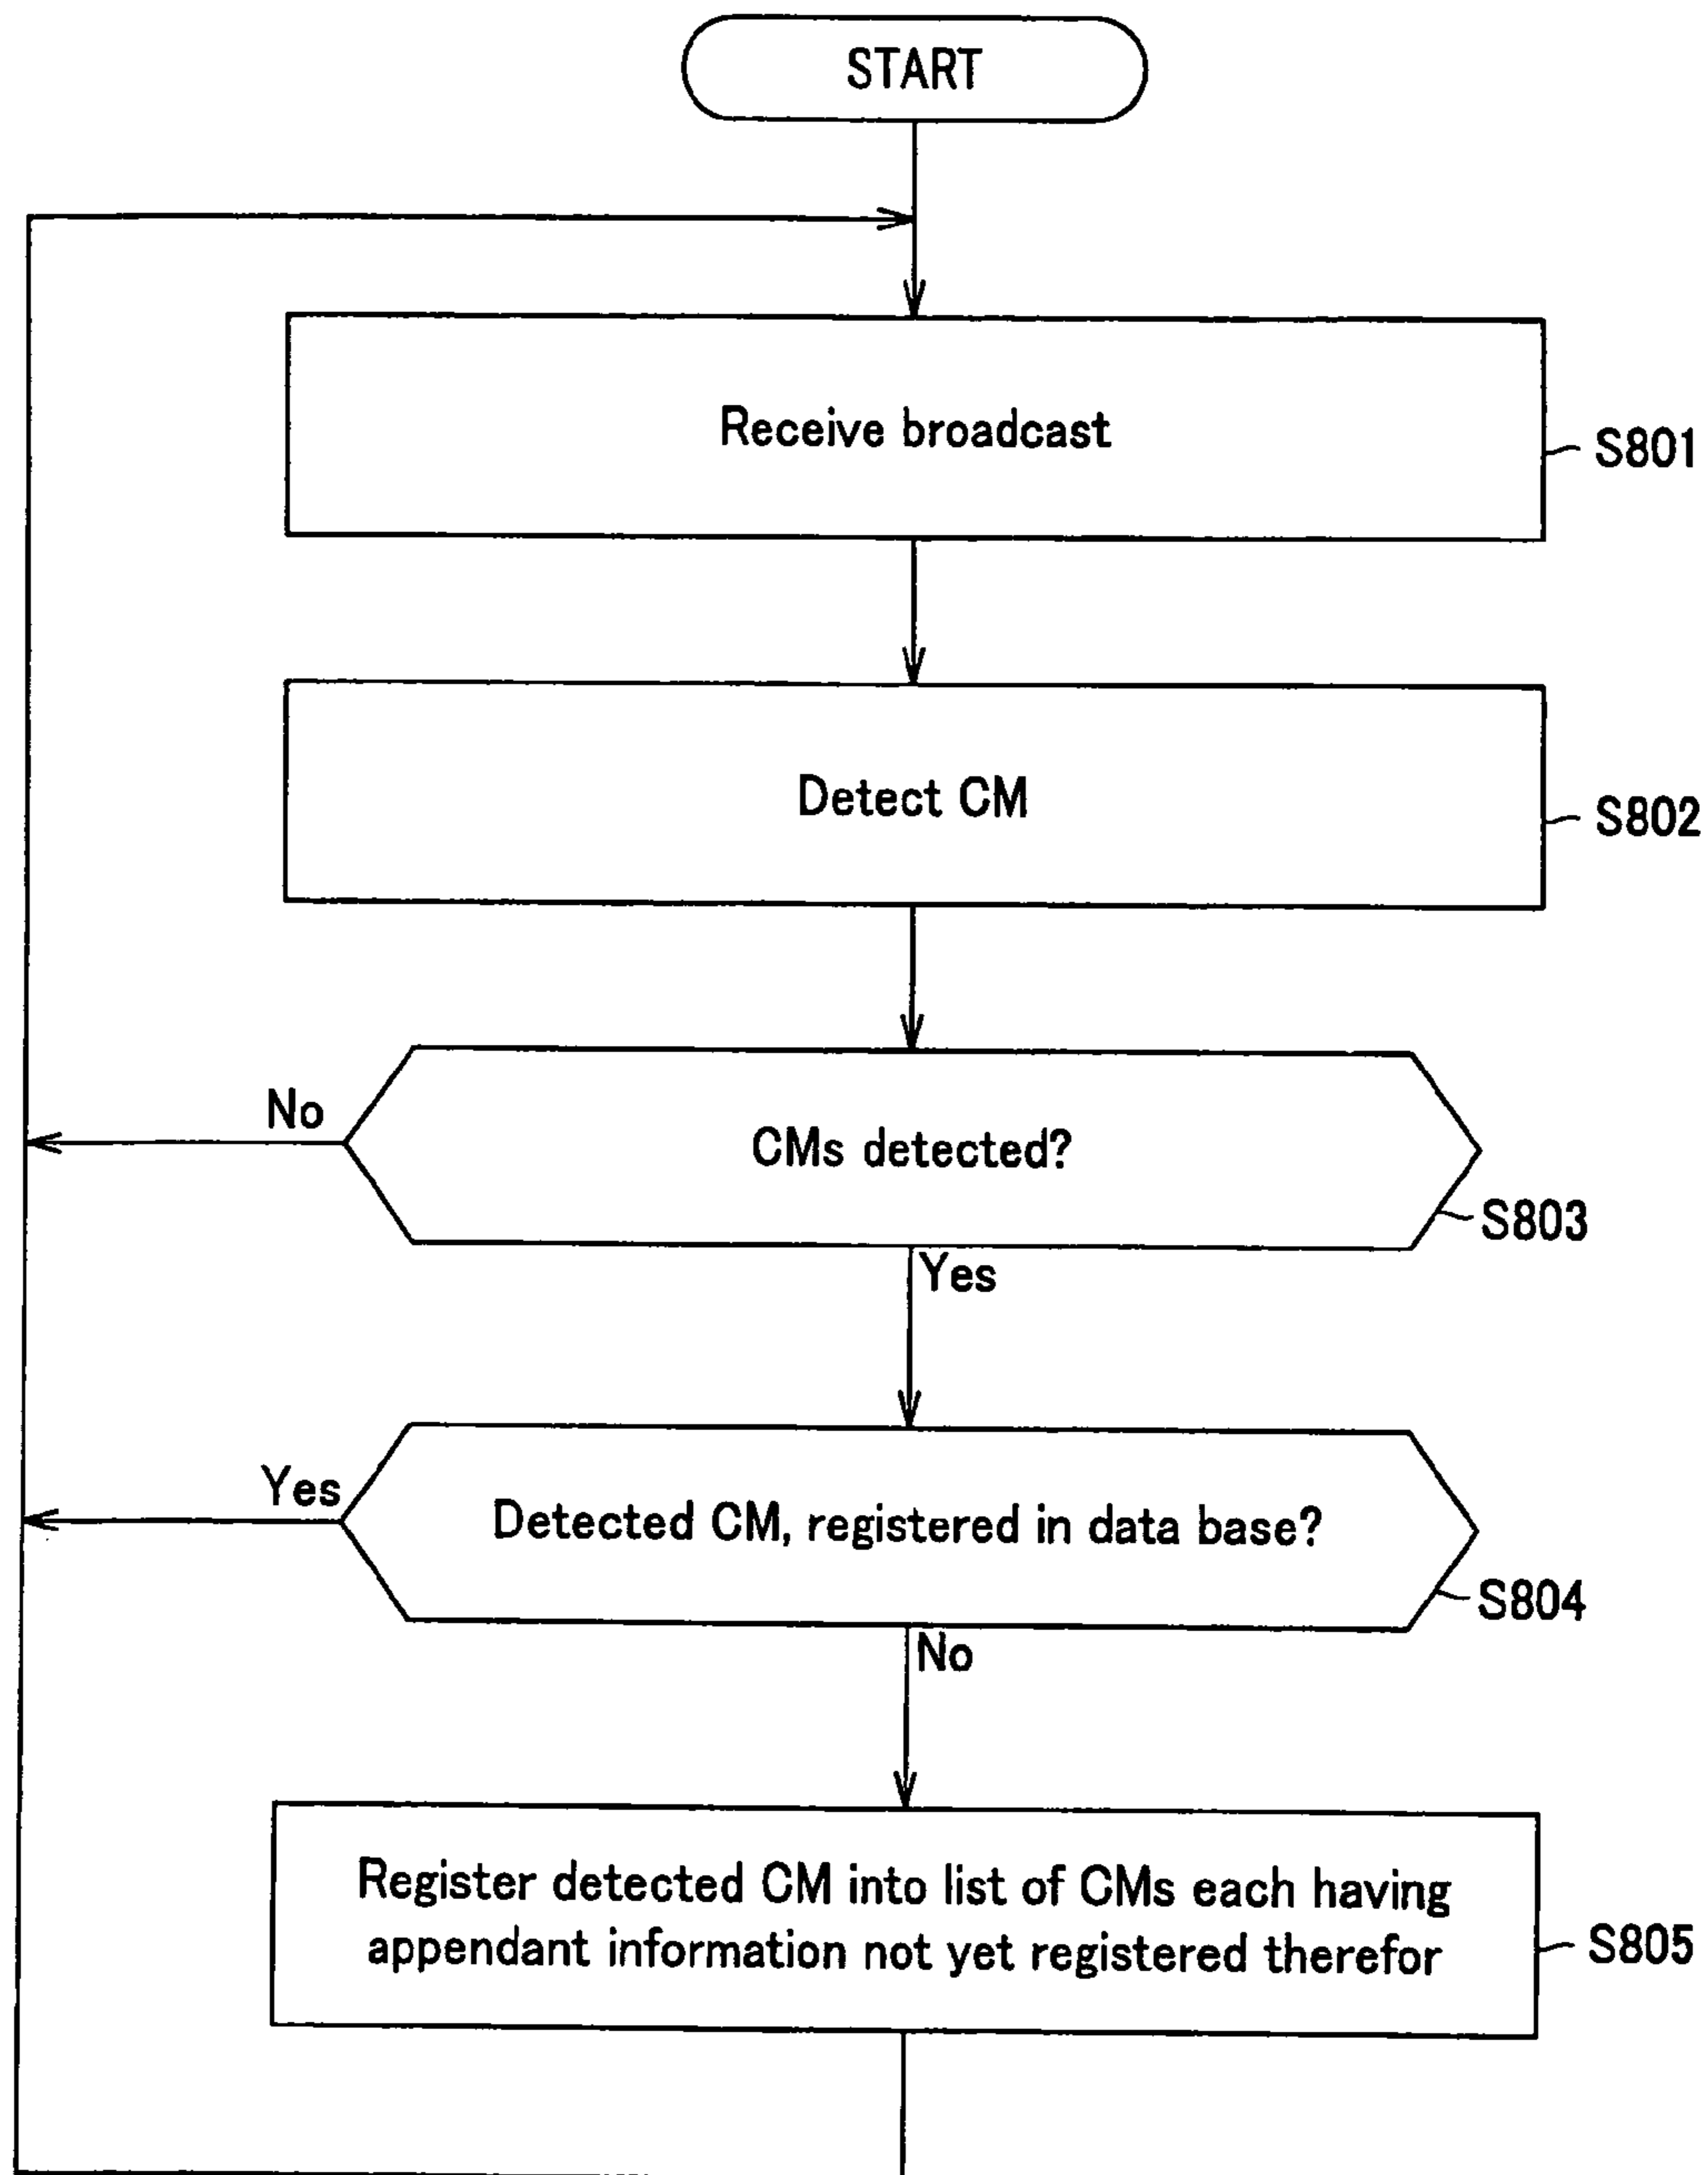 START
Receive broadcast
S801
Detect CM
S802
No
CMs detected?
S803
Yes
Yes
Detected CM, registered in data base?
S804
No
Register detected CM into list of CMs each having
appendant information not yet registered therefor
S805